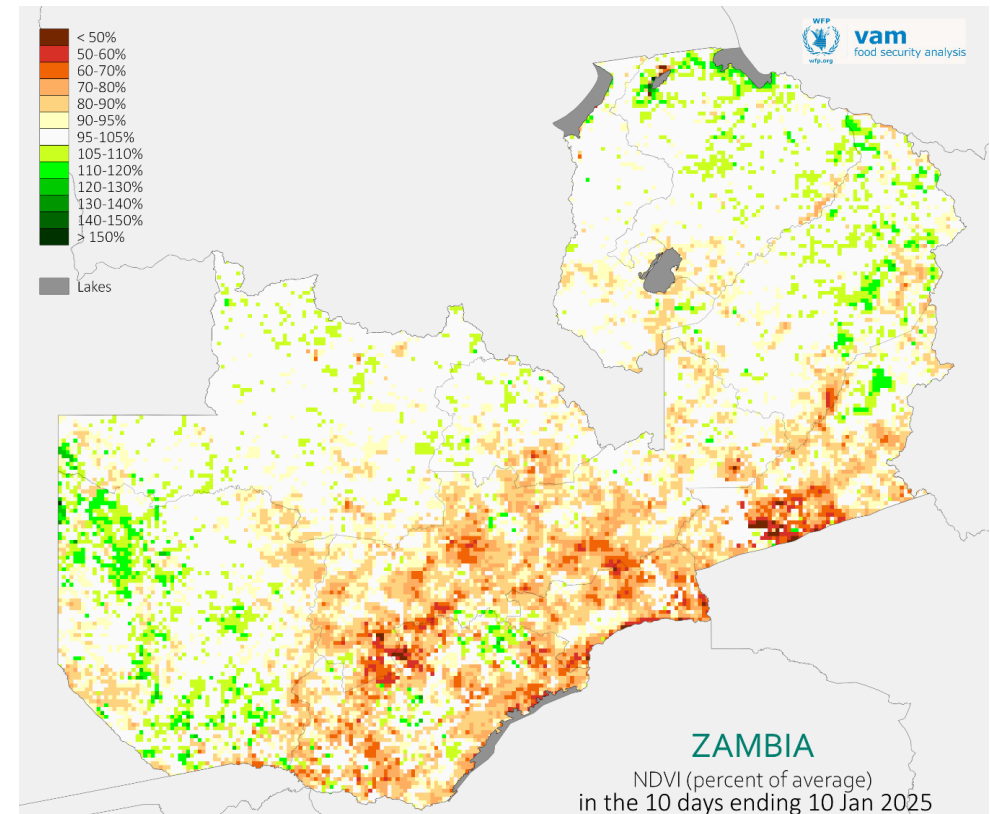 < 50%
50-60%
60-70%
70-80%
80-90%
90-95%
95-105%
105-110%
110-120%
120-130%
130-140%
140-150%
> 150%
Lakes
WFP
wfp.org
vam
food security analysis
ZAMBIA
NDVI (percent of average)
in the 10 days ending 10 Jan 2025